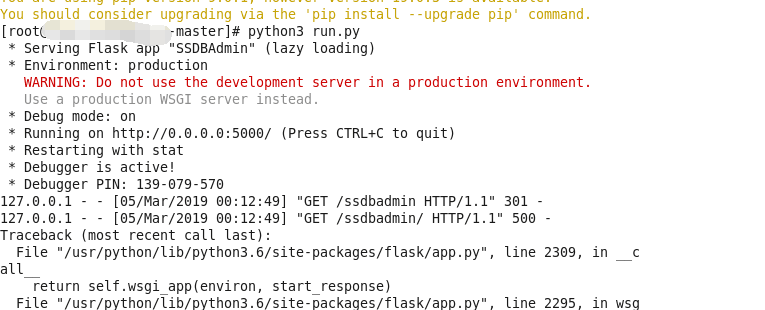 You should consider upgrading via the 'pip install --upgrade pip' command.
[root -master]# python3 run.py
 * Serving Flask app "SSDBAdmin" (lazy loading)
 * Environment: production
   WARNING: Do not use the development server in a production environment.
   Use a production WSGI server instead.
 * Debug mode: on
 * Running on http://0.0.0.0:5000/ (Press CTRL+C to quit)
 * Restarting with stat
 * Debugger is active!
 * Debugger PIN: 139-079-570
127.0.0.1 - - [05/Mar/2019 00:12:49] "GET /ssdbadmin HTTP/1.1" 301 -
127.0.0.1 - - [05/Mar/2019 00:12:49] "GET /ssdbadmin/ HTTP/1.1" 500 -
Traceback (most recent call last):
  File "/usr/python/lib/python3.6/site-packages/flask/app.py", line 2309, in __c
all__
    return self.wsgi_app(environ, start_response)
  File "/usr/python/lib/python3.6/site-packages/flask/app.py", line 2295, in wsg